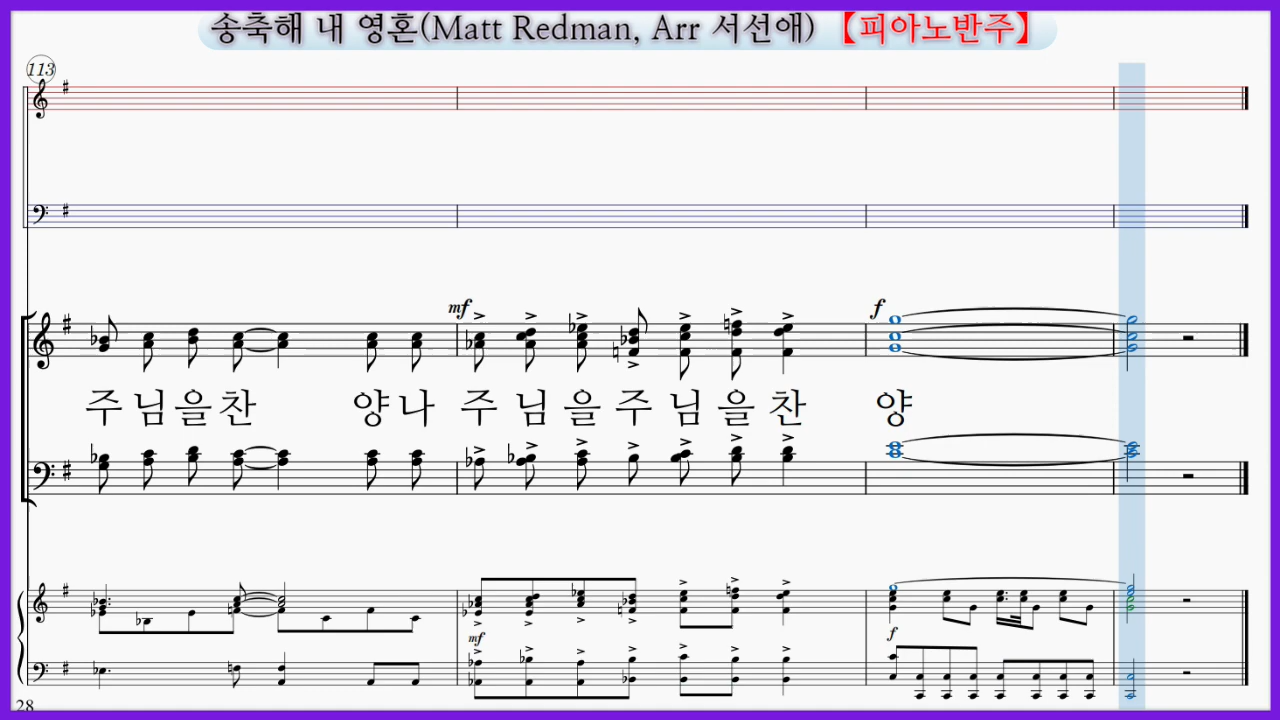 송축해 내 영혼(Matt Redman, Arr 서선애) 【피아노반주】
113
mf f
주 님 을 찬 양 나 주 님 을 주 님 을 찬 양
mf f
28